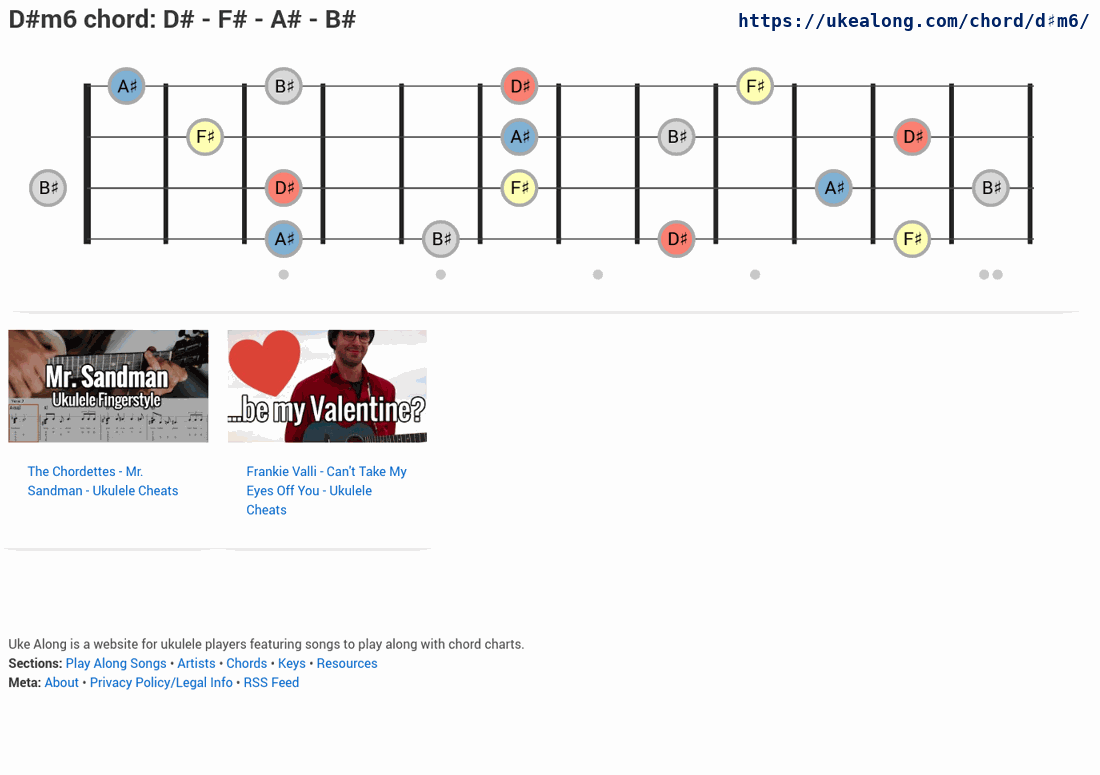 D#m6 chord: D# - F# - A# - B#
https://ukealong.com/chord/d♯m6/
A♯ B♯ D♯ F♯
F♯ A♯ B♯ D♯
B♯ D♯ F♯ A♯ B♯
A♯ B♯ D♯ F♯
Mr. Sandman
Ukulele Fingerstyle
...be my Valentine?
The Chordettes - Mr.
Sandman - Ukulele Cheats
Frankie Valli - Can't Take My
Eyes Off You - Ukulele
Cheats
Uke Along is a website for ukulele players featuring songs to play along with chord charts.
Sections: Play Along Songs • Artists • Chords • Keys • Resources
Meta: About • Privacy Policy/Legal Info • RSS Feed